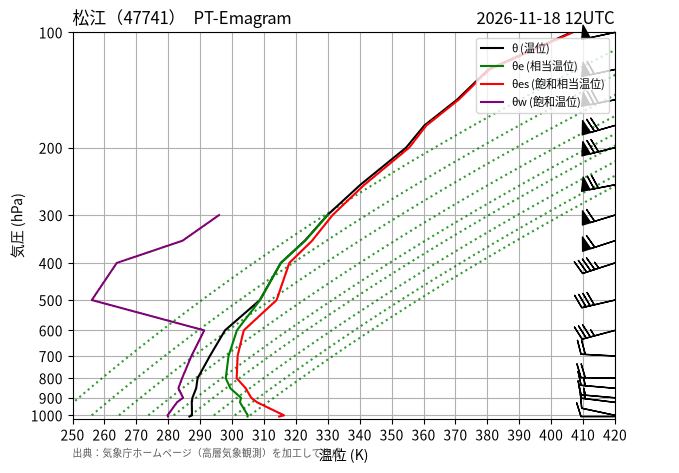 松江（47741） PT-Emagram
2026-11-18 12UTC
θ (温位)
θe (相当温位)
θes (飽和相当温位)
θw (飽和温位)
気圧 (hPa)
100
200
300
400
500
600
700
800
900
1000
250 260 270 280 290 300 310 320 330 340 350 360 370 380 390 400 410 420
温位 (K)
出典：気象庁ホームページ（高層気象観測）を加工して